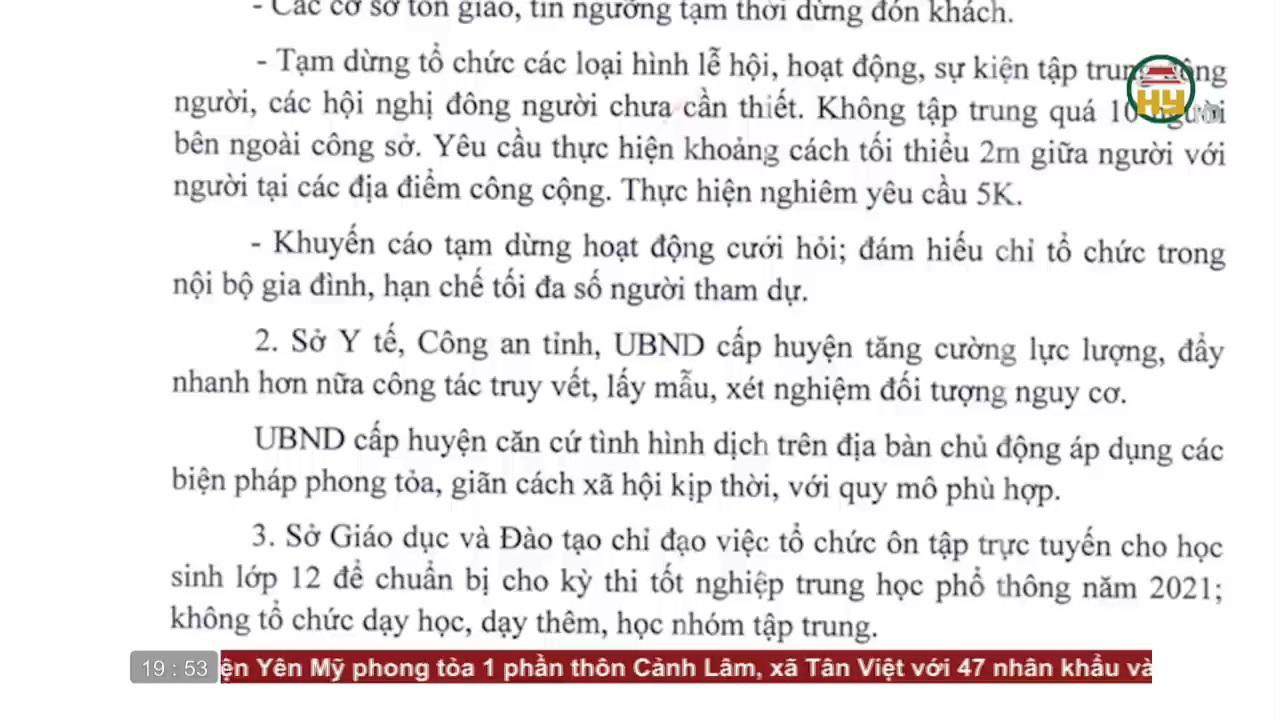 - Các cơ sở tôn giáo, tín ngưỡng tạm thời dừng đón khách.
- Tạm dừng tổ chức các loại hình lễ hội, hoạt động, sự kiện tập trung đông
người, các hội nghị đông người chưa cần thiết. Không tập trung quá 10 người
bên ngoài công sở. Yêu cầu thực hiện khoảng cách tối thiểu 2m giữa người với
người tại các địa điểm công cộng. Thực hiện nghiêm yêu cầu 5K.
- Khuyến cáo tạm dừng hoạt động cưới hỏi; đám hiếu chỉ tổ chức trong
nội bộ gia đình, hạn chế tối đa số người tham dự.
2. Sở Y tế, Công an tỉnh, UBND cấp huyện tăng cường lực lượng, đẩy
nhanh hơn nữa công tác truy vết, lấy mẫu, xét nghiệm đối tượng nguy cơ.
UBND cấp huyện căn cứ tình hình dịch trên địa bàn chủ động áp dụng các
biện pháp phong tỏa, giãn cách xã hội kịp thời, với quy mô phù hợp.
3. Sở Giáo dục và Đào tạo chỉ đạo việc tổ chức ôn tập trực tuyến cho học
sinh lớp 12 để chuẩn bị cho kỳ thi tốt nghiệp trung học phổ thông năm 2021;
không tổ chức dạy học, dạy thêm, học nhóm tập trung.
HY
19 : 53 ện Yên Mỹ phong tỏa 1 phần thôn Cảnh Lâm, xã Tân Việt với 47 nhân khẩu và